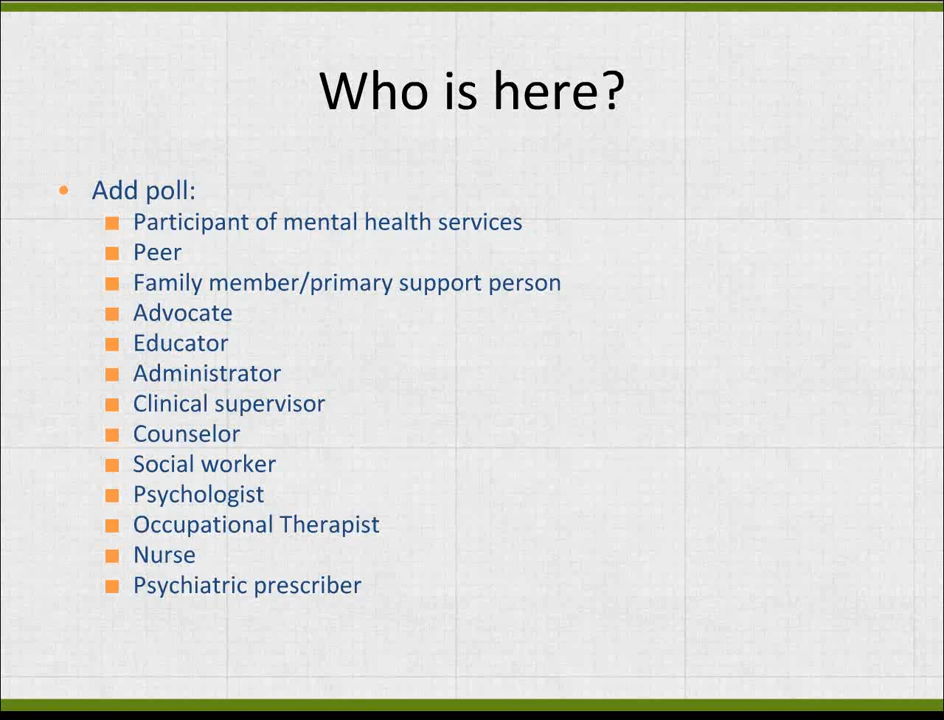 Who is here?
Add poll:
Participant of mental health services
Peer
Family member/primary support person
Advocate
Educator
Administrator
Clinical supervisor
Counselor
Social worker
Psychologist
Occupational Therapist
Nurse
Psychiatric prescriber